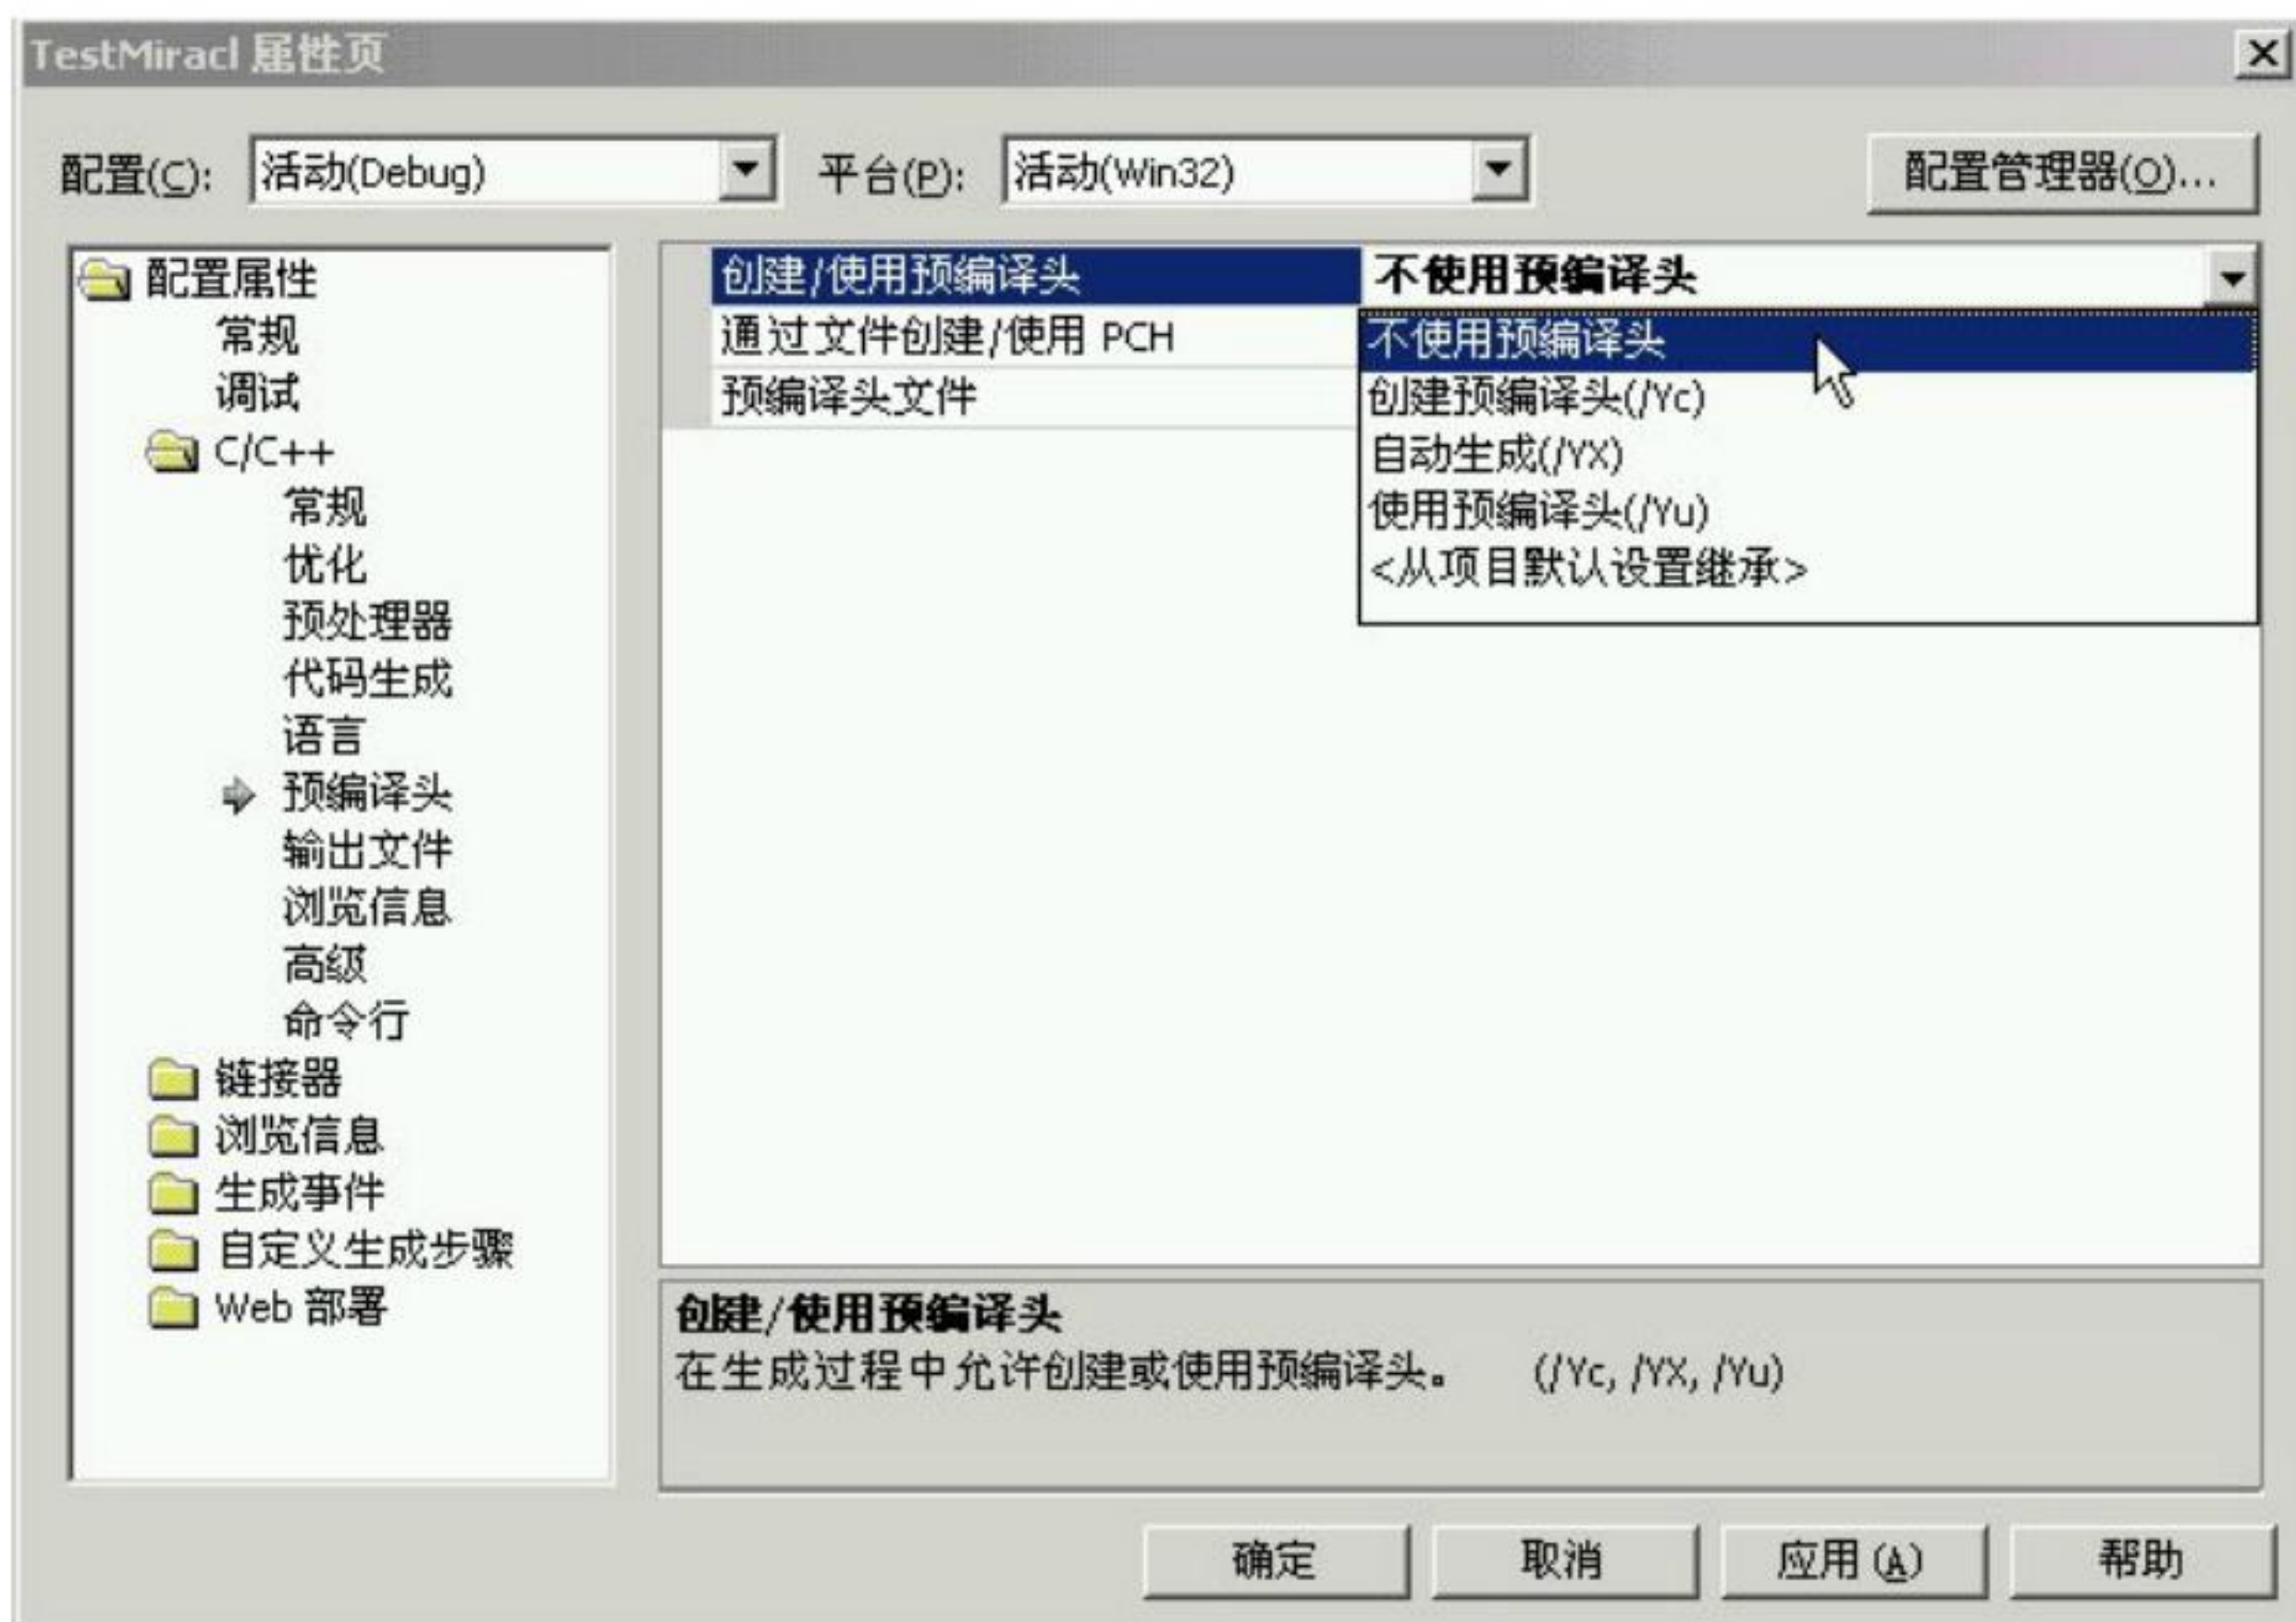 TestMiracl 属性页
配置(C): 活动(Debug) 平台(P): 活动(Win32) 配置管理器(O)...
配置属性
常规
调试
C/C++
常规
优化
预处理器
代码生成
语言
预编译头
输出文件
浏览信息
高级
命令行
链接器
浏览信息
生成事件
自定义生成步骤
Web 部署
创建/使用预编译头 不使用预编译头
通过文件创建/使用 PCH
预编译头文件
不使用预编译头
创建预编译头(/Yc)
自动生成(/YX)
使用预编译头(/Yu)
<从项目默认设置继承>
创建/使用预编译头
在生成过程中允许创建或使用预编译头。 (/Yc, /YX, /Yu)
确定 取消 应用(A) 帮助